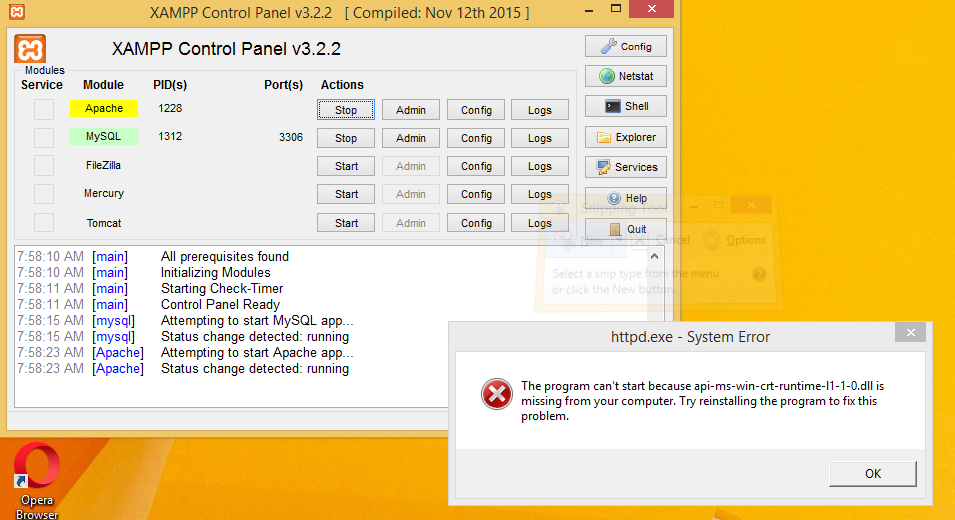 XAMPP Control Panel v3.2.2 [ Compiled: Nov 12th 2015 ]
XAMPP Control Panel v3.2.2
Config
Modules
Service Module PID(s) Port(s) Actions
Netstat
Apache 1228 Stop Admin Config Logs
Shell
MySQL 1312 3306 Stop Admin Config Logs
Explorer
FileZilla Start Admin Config Logs
Services
Mercury Start Admin Config Logs
Help
Tomcat Start Admin Config Logs
Quit
Snipping Tool
New Cancel Options
Select a snip type from the menu
or click the New button.
7:58:10 AM [main] All prerequisites found
7:58:10 AM [main] Initializing Modules
7:58:11 AM [main] Starting Check-Timer
7:58:11 AM [main] Control Panel Ready
7:58:15 AM [mysql] Attempting to start MySQL app...
7:58:15 AM [mysql] Status change detected: running
7:58:23 AM [Apache] Attempting to start Apache app...
7:58:23 AM [Apache] Status change detected: running
httpd.exe - System Error
The program can't start because api-ms-win-crt-runtime-l1-1-0.dll is
missing from your computer. Try reinstalling the program to fix this
problem.
OK
Opera
Browser